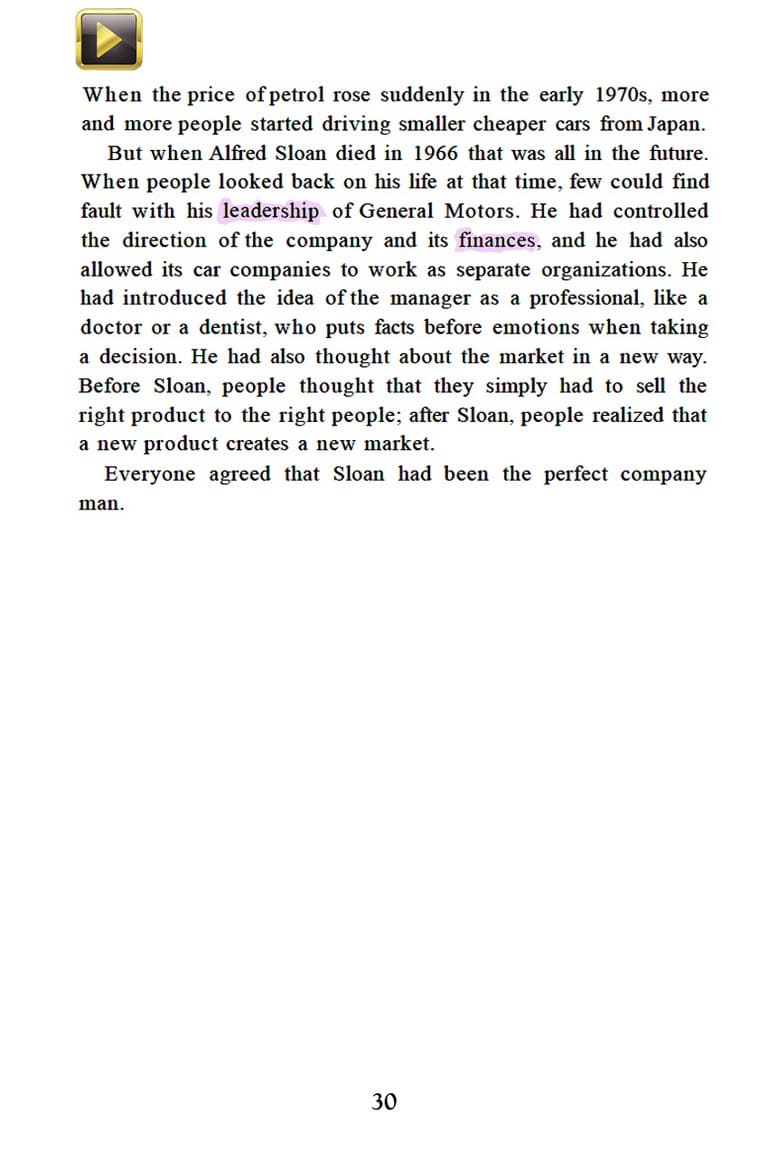 When the price of petrol rose suddenly in the early 1970s, more
and more people started driving smaller cheaper cars from Japan.
But when Alfred Sloan died in 1966 that was all in the future.
When people looked back on his life at that time, few could find
fault with his leadership of General Motors. He had controlled
the direction of the company and its finances, and he had also
allowed its car companies to work as separate organizations. He
had introduced the idea of the manager as a professional, like a
doctor or a dentist, who puts facts before emotions when taking
a decision. He had also thought about the market in a new way.
Before Sloan, people thought that they simply had to sell the
right product to the right people; after Sloan, people realized that
a new product creates a new market.
Everyone agreed that Sloan had been the perfect company
man.
30